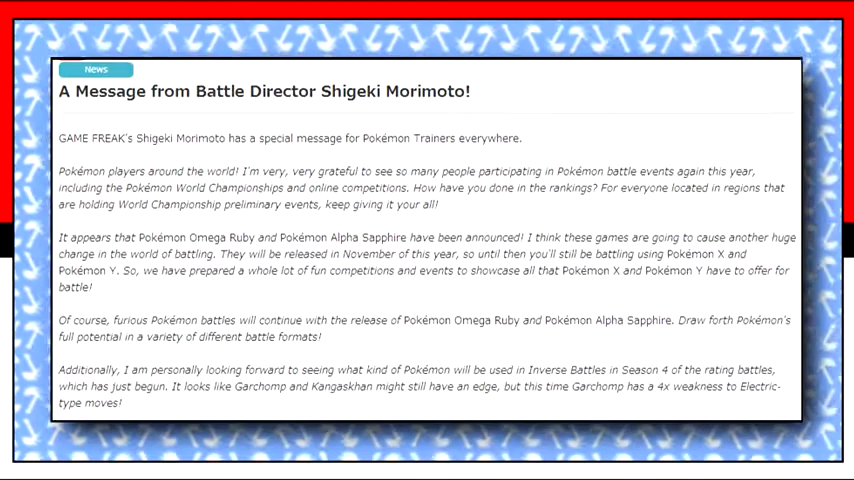 News
A Message from Battle Director Shigeki Morimoto!
GAME FREAK's Shigeki Morimoto has a special message for Pokémon Trainers everywhere.
Pokémon players around the world! I'm very, very grateful to see so many people participating in Pokémon battle events again this year,
including the Pokémon World Championships and online competitions. How have you done in the rankings? For everyone located in regions that
are holding World Championship preliminary events, keep giving it your all!
It appears that Pokémon Omega Ruby and Pokémon Alpha Sapphire have been announced! I think these games are going to cause another huge
change in the world of battling. They will be released in November of this year, so until then you'll still be battling using Pokémon X and
Pokémon Y. So, we have prepared a whole lot of fun competitions and events to showcase all that Pokémon X and Pokémon Y have to offer for
battle!
Of course, furious Pokémon battles will continue with the release of Pokémon Omega Ruby and Pokémon Alpha Sapphire. Draw forth Pokémon's
full potential in a variety of different battle formats!
Additionally, I am personally looking forward to seeing what kind of Pokémon will be used in Inverse Battles in Season 4 of the rating battles,
which has just begun. It looks like Garchomp and Kangaskhan might still have an edge, but this time Garchomp has a 4x weakness to Electric-
type moves!